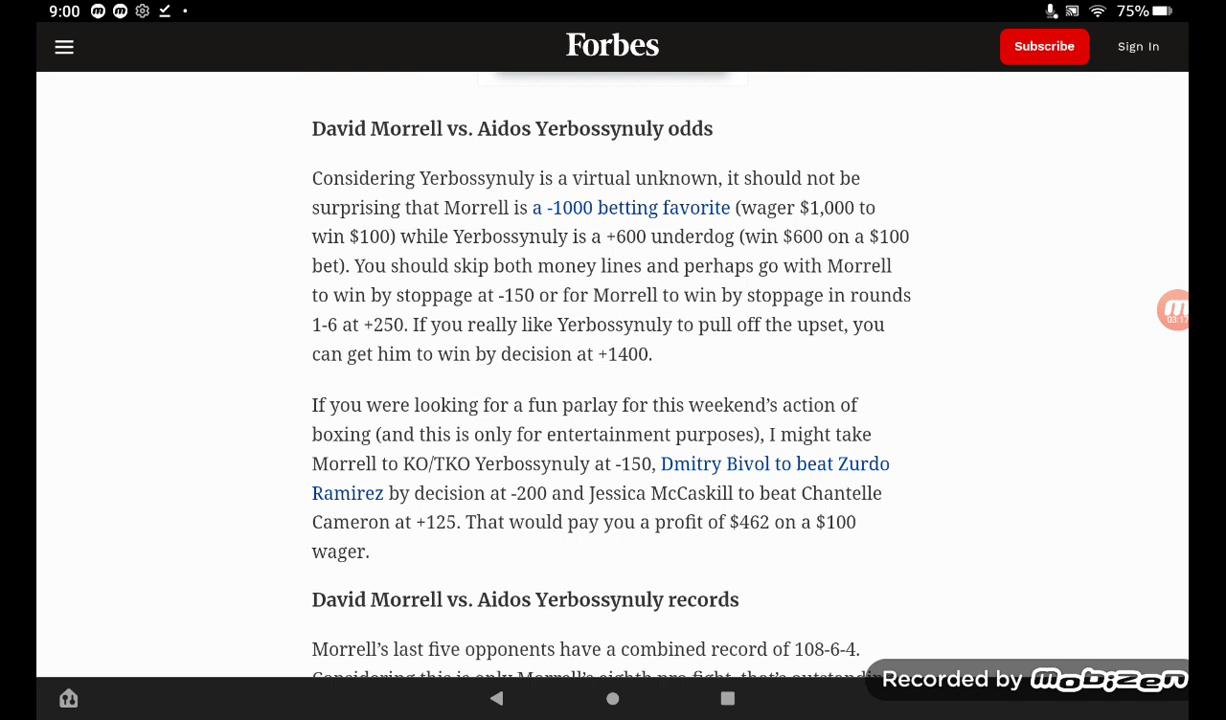 9:00
75%
Forbes
Subscribe
Sign In
David Morrell vs. Aidos Yerbossynuly odds
Considering Yerbossynuly is a virtual unknown, it should not be
surprising that Morrell is a -1000 betting favorite (wager $1,000 to
win $100) while Yerbossynuly is a +600 underdog (win $600 on a $100
bet). You should skip both money lines and perhaps go with Morrell
to win by stoppage at -150 or for Morrell to win by stoppage in rounds
1-6 at +250. If you really like Yerbossynuly to pull off the upset, you
can get him to win by decision at +1400.
If you were looking for a fun parlay for this weekend’s action of
boxing (and this is only for entertainment purposes), I might take
Morrell to KO/TKO Yerbossynuly at -150, Dmitry Bivol to beat Zurdo
Ramirez by decision at -200 and Jessica McCaskill to beat Chantelle
Cameron at +125. That would pay you a profit of $462 on a $100
wager.
David Morrell vs. Aidos Yerbossynuly records
Morrell’s last five opponents have a combined record of 108-6-4.
Considering this is only Morrell’s eighth pro fight, that’s
Recorded by mobizen